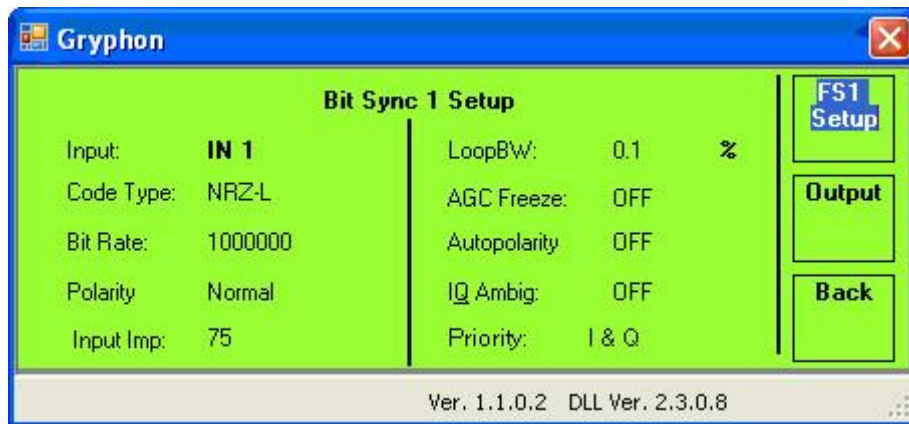 Gryphon
Bit Sync 1 Setup
Input: IN 1
Code Type: NRZ-L
Bit Rate: 1000000
Polarity Normal
Input Imp: 75
LoopBW: 0.1 %
AGC Freeze: OFF
Autopolarity OFF
IQ Ambig: OFF
Priority: I & Q
FS1
Setup
Output
Back
Ver. 1.1.0.2 DLL Ver. 2.3.0.8